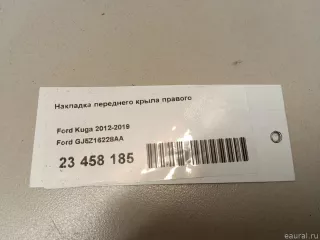 Накладка переднего крыла правого
Ford Kuga 2012-2019
Ford GJ5Z16228AA
23 458 185
eaural.ru